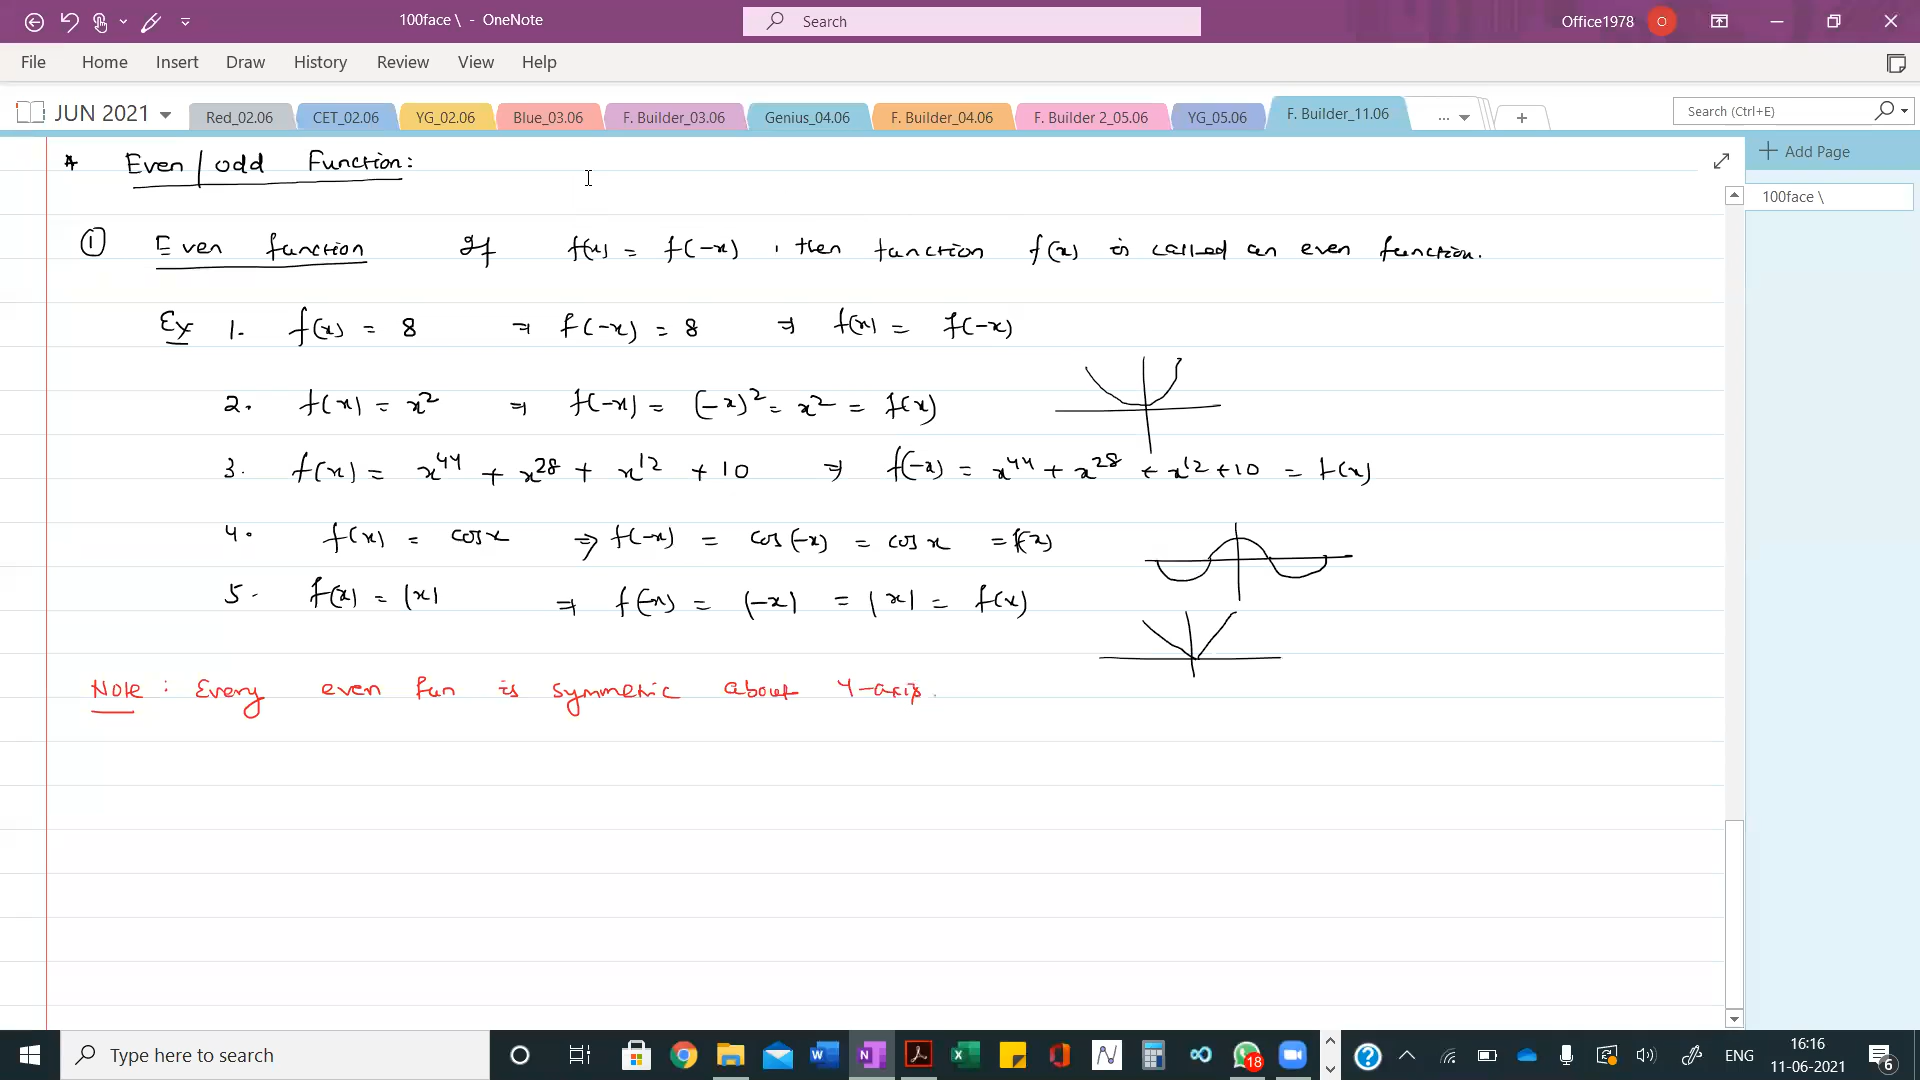 100face \ - OneNote
Search
Office1978
O
File Home Insert Draw History Review View Help
JUN 2021
Red_02.06 CET_02.06 YG_02.06 Blue_03.06 F. Builder_03.06 Genius_04.06 F. Builder_04.06 F. Builder 2_05.06 YG_05.06 F. Builder_11.06 ...
Search (Ctrl+E)
Add Page
100face \
Even / odd Function:
① Even function If f(x) = f(-x), then function f(x) is called an even function.
Ex 1. f(x) = 8 ⇒ f(-x) = 8 ⇒ f(x) = f(-x)
2. f(x) = x² ⇒ f(-x) = (-x)² = x² = f(x)
3. f(x) = x⁴⁴ + x²⁸ + x¹² + 10 ⇒ f(-x) = x⁴⁴ + x²⁸ + x¹² + 10 = f(x)
4. f(x) = cosx ⇒ f(-x) = cos(-x) = cosx = f(x)
5. f(x) = |x| ⇒ f(-x) = |-x| = |x| = f(x)
Note : Every even fun is symmetric about Y-axis.
Type here to search
18
ENG
16:16
11-06-2021
6